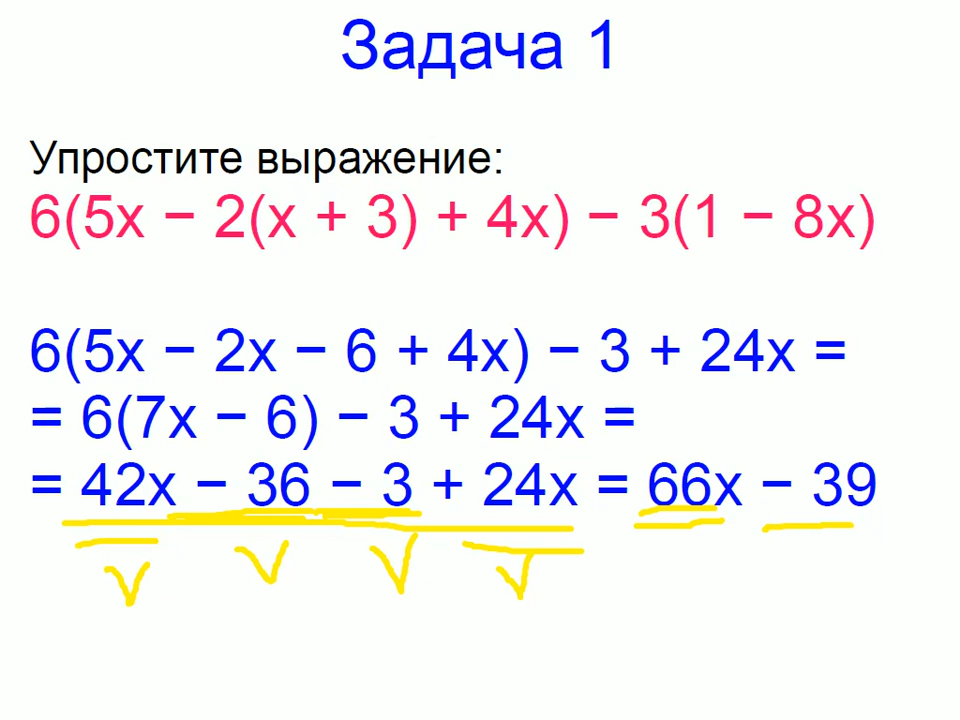 Задача 1
Упростите выражение:
6(5x − 2(x + 3) + 4x) − 3(1 − 8x)
6(5x − 2x − 6 + 4x) − 3 + 24x =
= 6(7x − 6) − 3 + 24x =
= 42x − 36 − 3 + 24x = 66x − 39